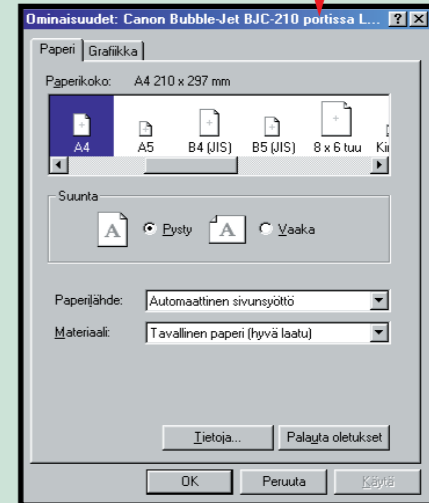 Ominaisuudet: Canon Bubble-Jet BJC-210 portissa L...
Paperi Grafiikka
Paperikoko: A4 210 x 297 mm
A4 A5 B4 (JIS) B5 (JIS) 8 x 6 tuu Kir
Suunta
A Pysty A Vaaka
Paperilähde: Automaattinen sivunsyöttö
Materiaali: Tavallinen paperi (hyvä laatu)
Tietoja... Palauta oletukset
OK Peruuta Käytä